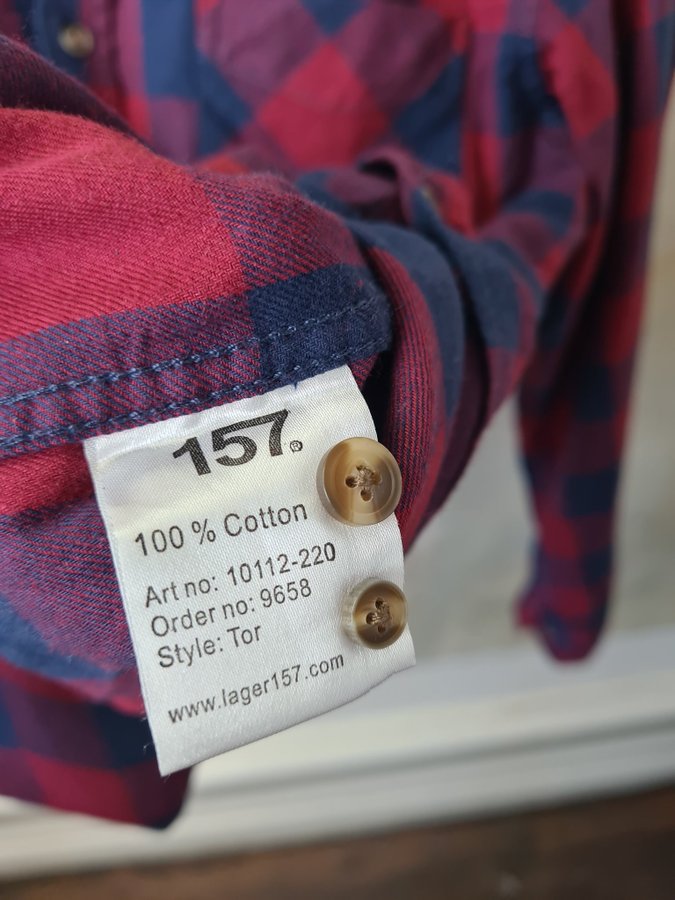 157®
100 % Cotton
Art no: 10112-220
Order no: 9658
Style: Tor
www.lager157.com